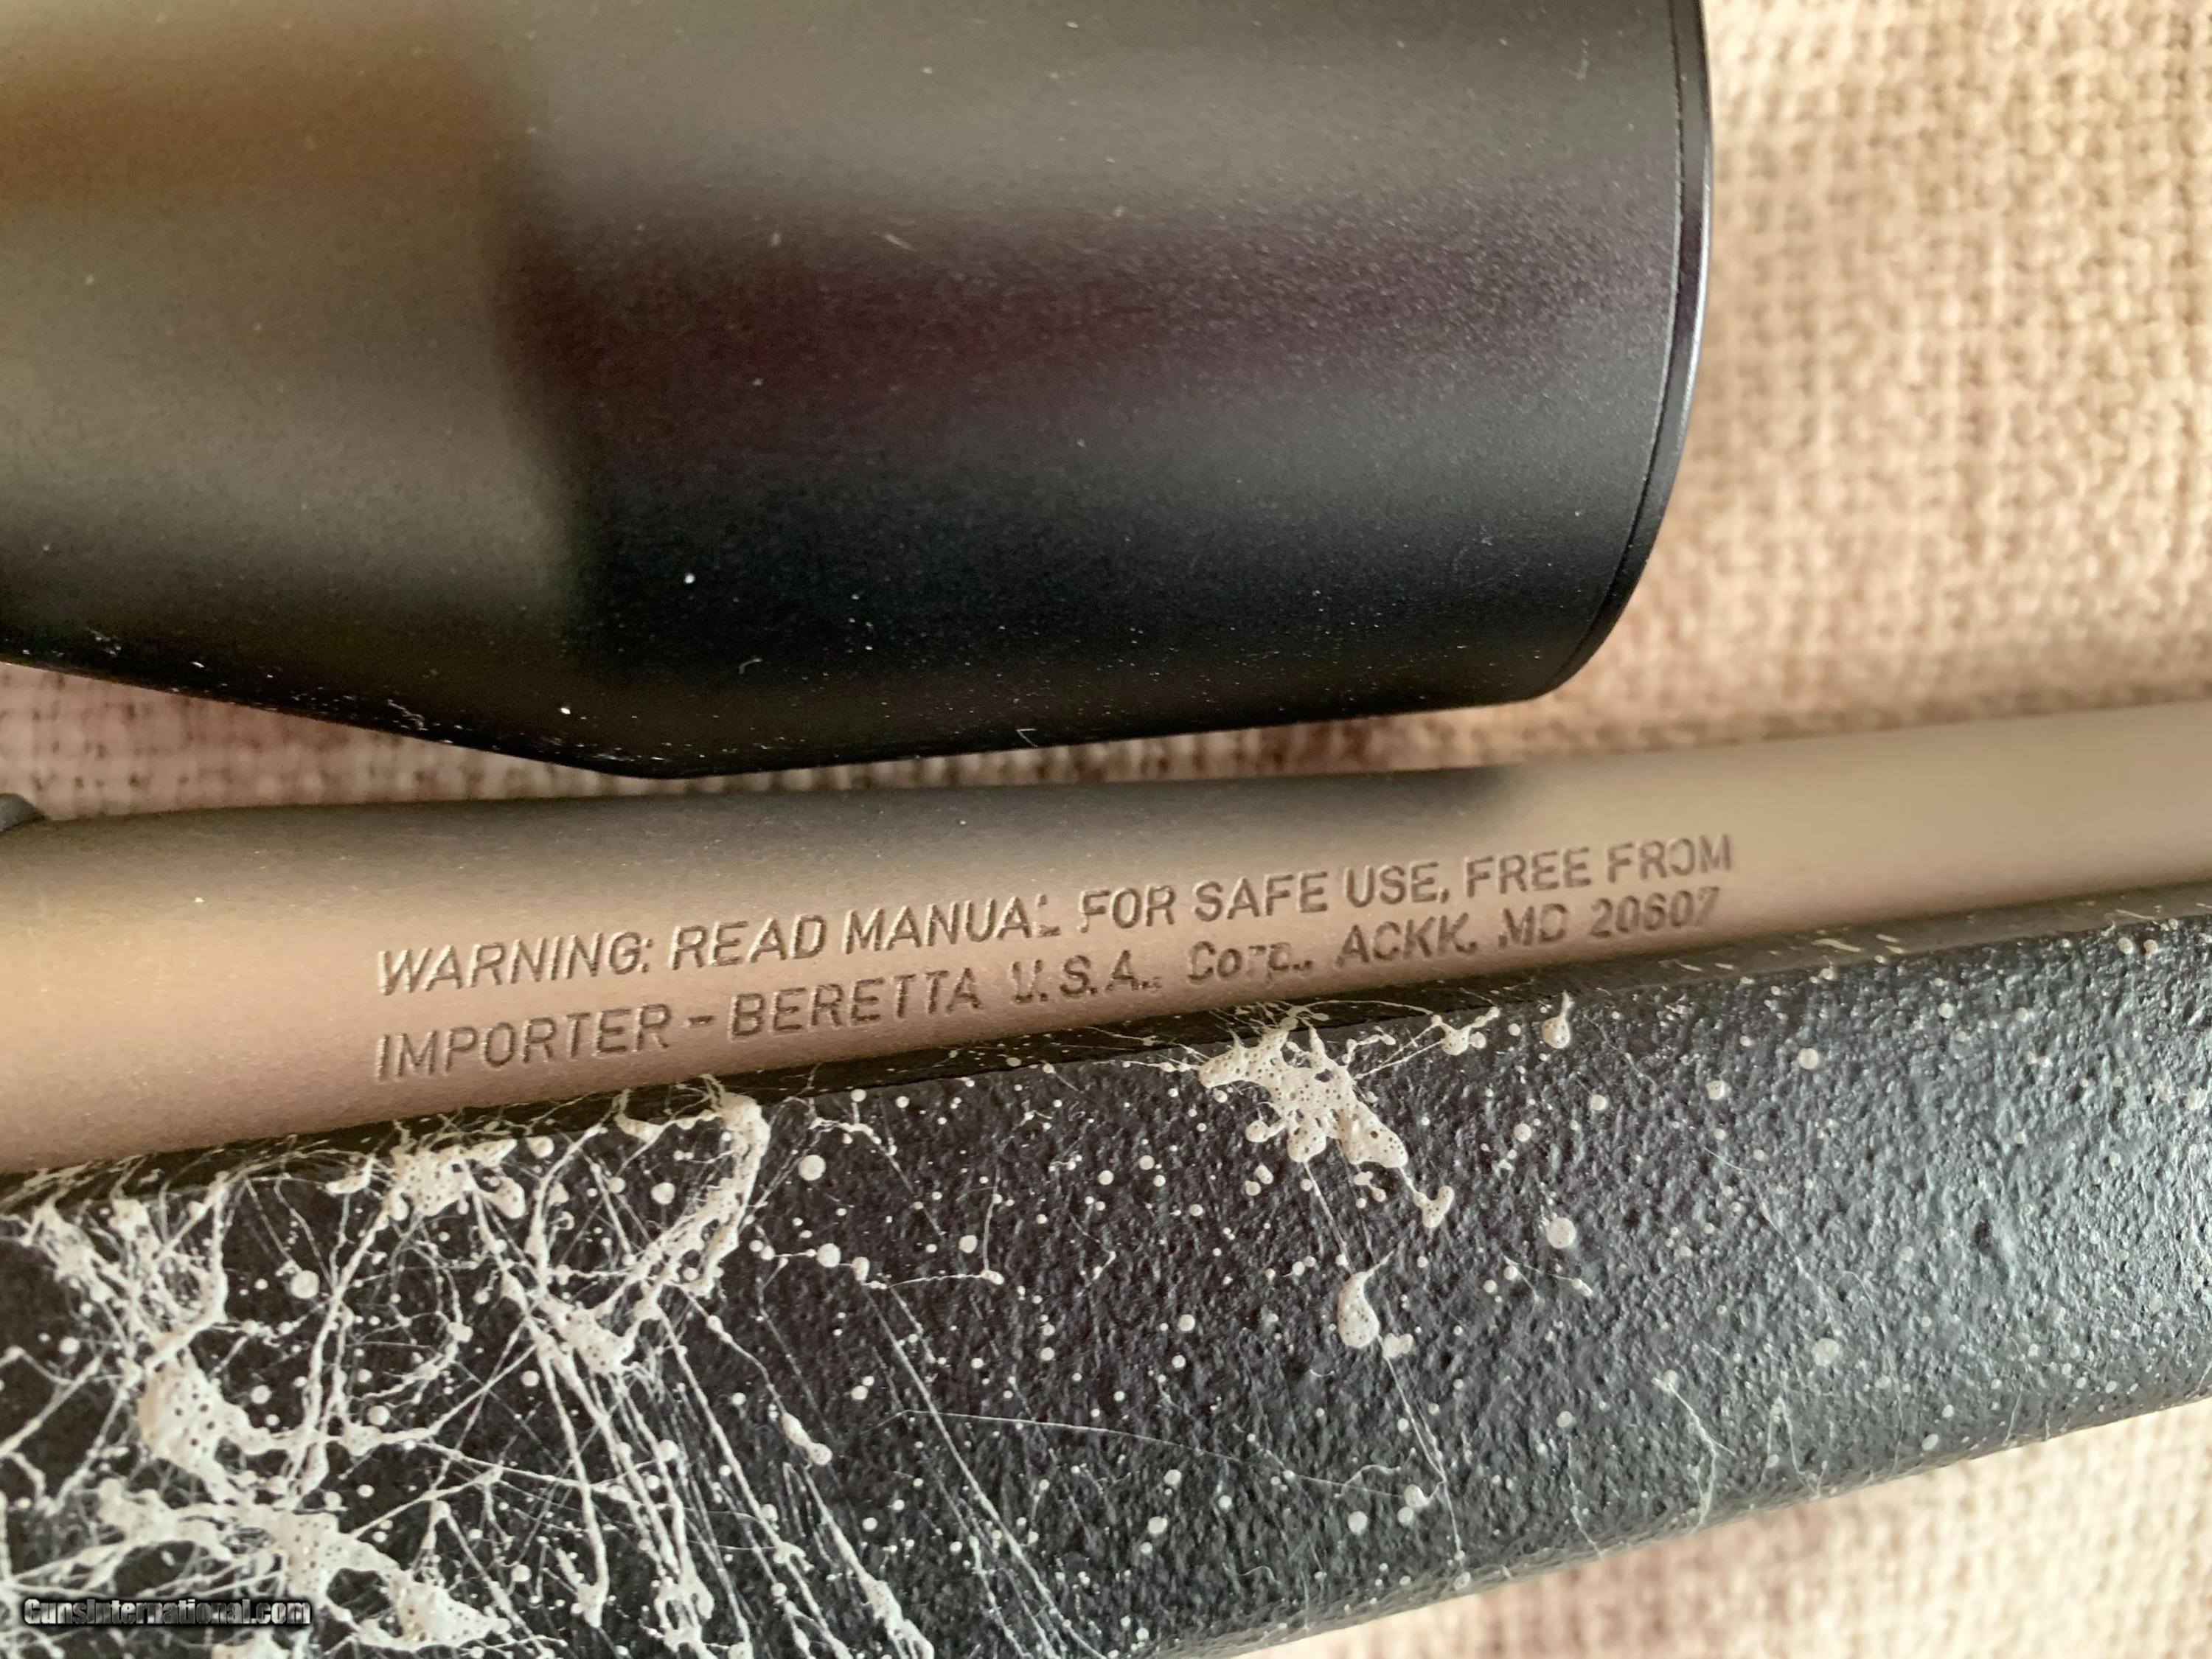 WARNING: READ MANUAL FOR SAFE USE, FREE FROM
IMPORTER - BERETTA U.S.A., Corp., ACKK, MD 20607
GunsInternational.com